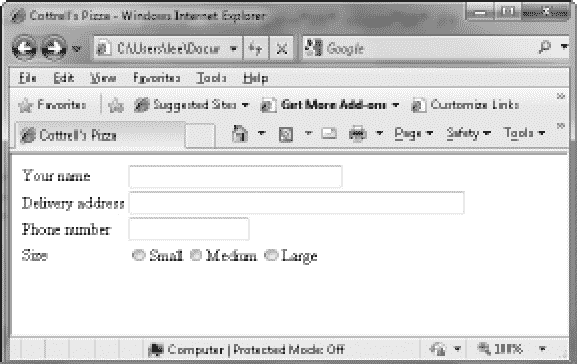 Cottrell's Pizza - Windows Internet Explorer
C:\Users\lee\Docur
Google
File Edit View Favorites Tools Help
Favorites Suggested Sites Get More Add-ons Customize Links
Cottrell's Pizza Page Safety Tools
Your name
Delivery address
Phone number
Size Small Medium Large
Computer | Protected Mode: Off 100%